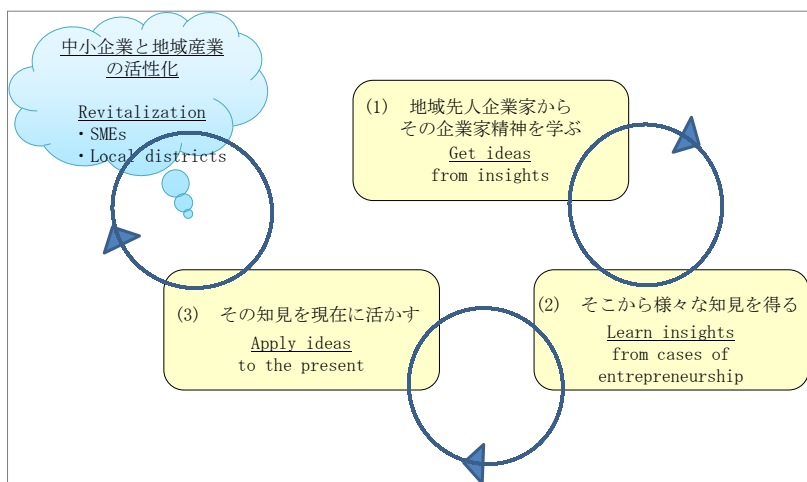 中小企業と地域産業
の活性化
Revitalization
・SMEs
・Local districts
(1) 地域先人企業家から
その企業家精神を学ぶ
Get ideas
from insights
(2) そこから様々な知見を得る
Learn insights
from cases of
entrepreneurship
(3) その知見を現在に活かす
Apply ideas
to the present